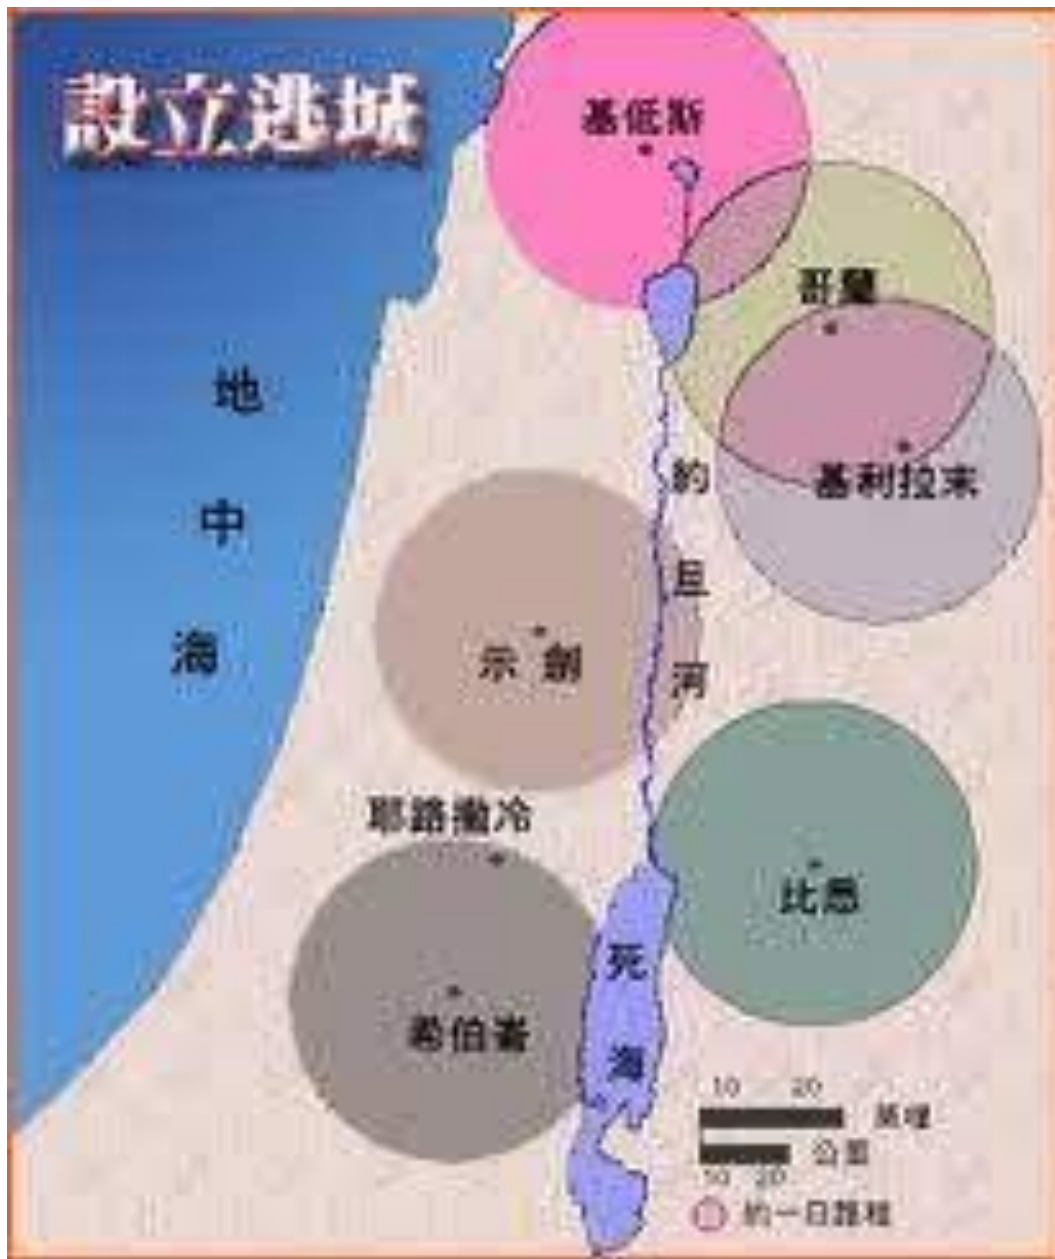 設立逃城
基低斯
哥蘭
地中海
約旦河
基利拉末
示劍
耶路撒冷
比悉
死海
希伯崙
10 20
英哩
公里
10 20
約一日路程